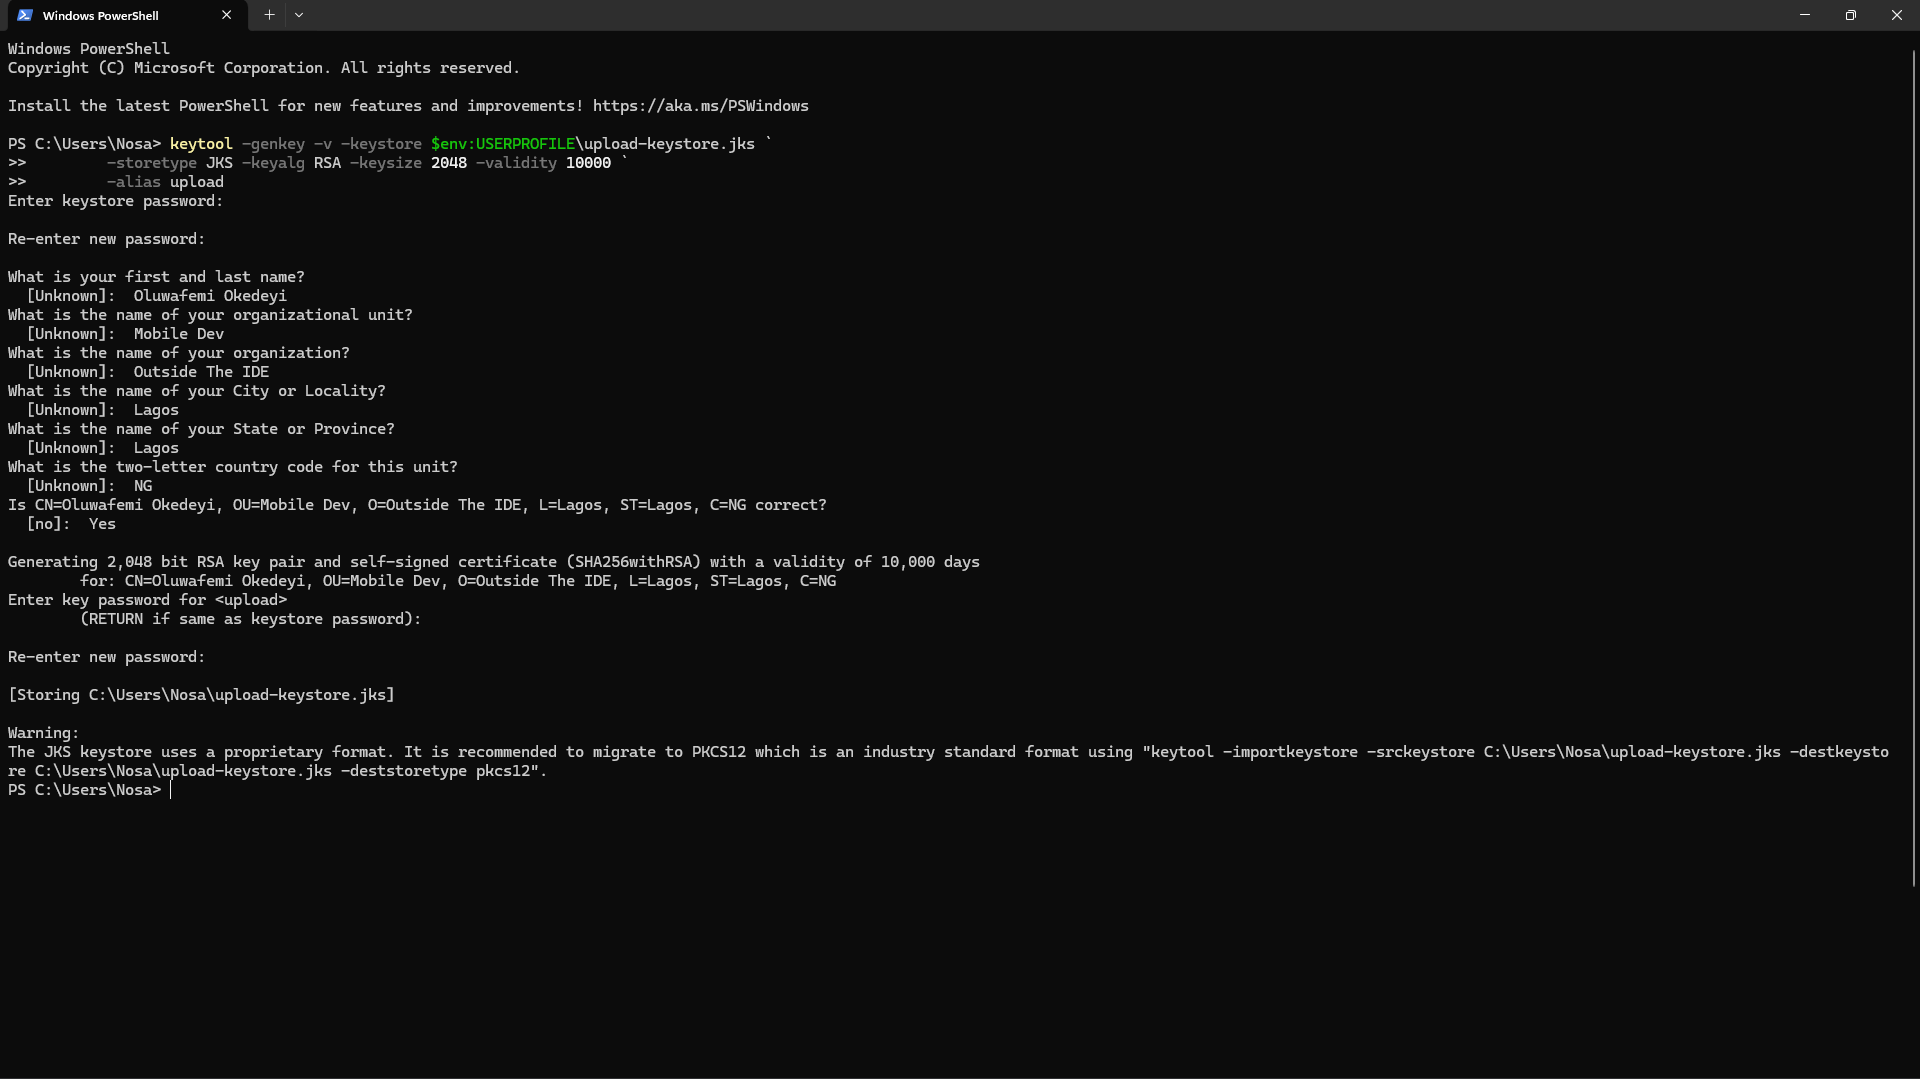 Windows PowerShell
Windows PowerShell
Copyright (C) Microsoft Corporation. All rights reserved.
Install the latest PowerShell for new features and improvements! https://aka.ms/PSWindows
PS C:\Users\Nosa> keytool -genkey -v -keystore $env:USERPROFILE\upload-keystore.jks `
>>         -storetype JKS -keyalg RSA -keysize 2048 -validity 10000 `
>>         -alias upload
Enter keystore password:
Re-enter new password:
What is your first and last name?
  [Unknown]:  Oluwafemi Okedeyi
What is the name of your organizational unit?
  [Unknown]:  Mobile Dev
What is the name of your organization?
  [Unknown]:  Outside The IDE
What is the name of your City or Locality?
  [Unknown]:  Lagos
What is the name of your State or Province?
  [Unknown]:  Lagos
What is the two-letter country code for this unit?
  [Unknown]:  NG
Is CN=Oluwafemi Okedeyi, OU=Mobile Dev, O=Outside The IDE, L=Lagos, ST=Lagos, C=NG correct?
  [no]:  Yes
Generating 2,048 bit RSA key pair and self-signed certificate (SHA256withRSA) with a validity of 10,000 days
        for: CN=Oluwafemi Okedeyi, OU=Mobile Dev, O=Outside The IDE, L=Lagos, ST=Lagos, C=NG
Enter key password for <upload>
        (RETURN if same as keystore password):
Re-enter new password:
[Storing C:\Users\Nosa\upload-keystore.jks]
Warning:
The JKS keystore uses a proprietary format. It is recommended to migrate to PKCS12 which is an industry standard format using "keytool -importkeystore -srckeystore C:\Users\Nosa\upload-keystore.jks -destkeysto
re C:\Users\Nosa\upload-keystore.jks -deststoretype pkcs12".
PS C:\Users\Nosa>